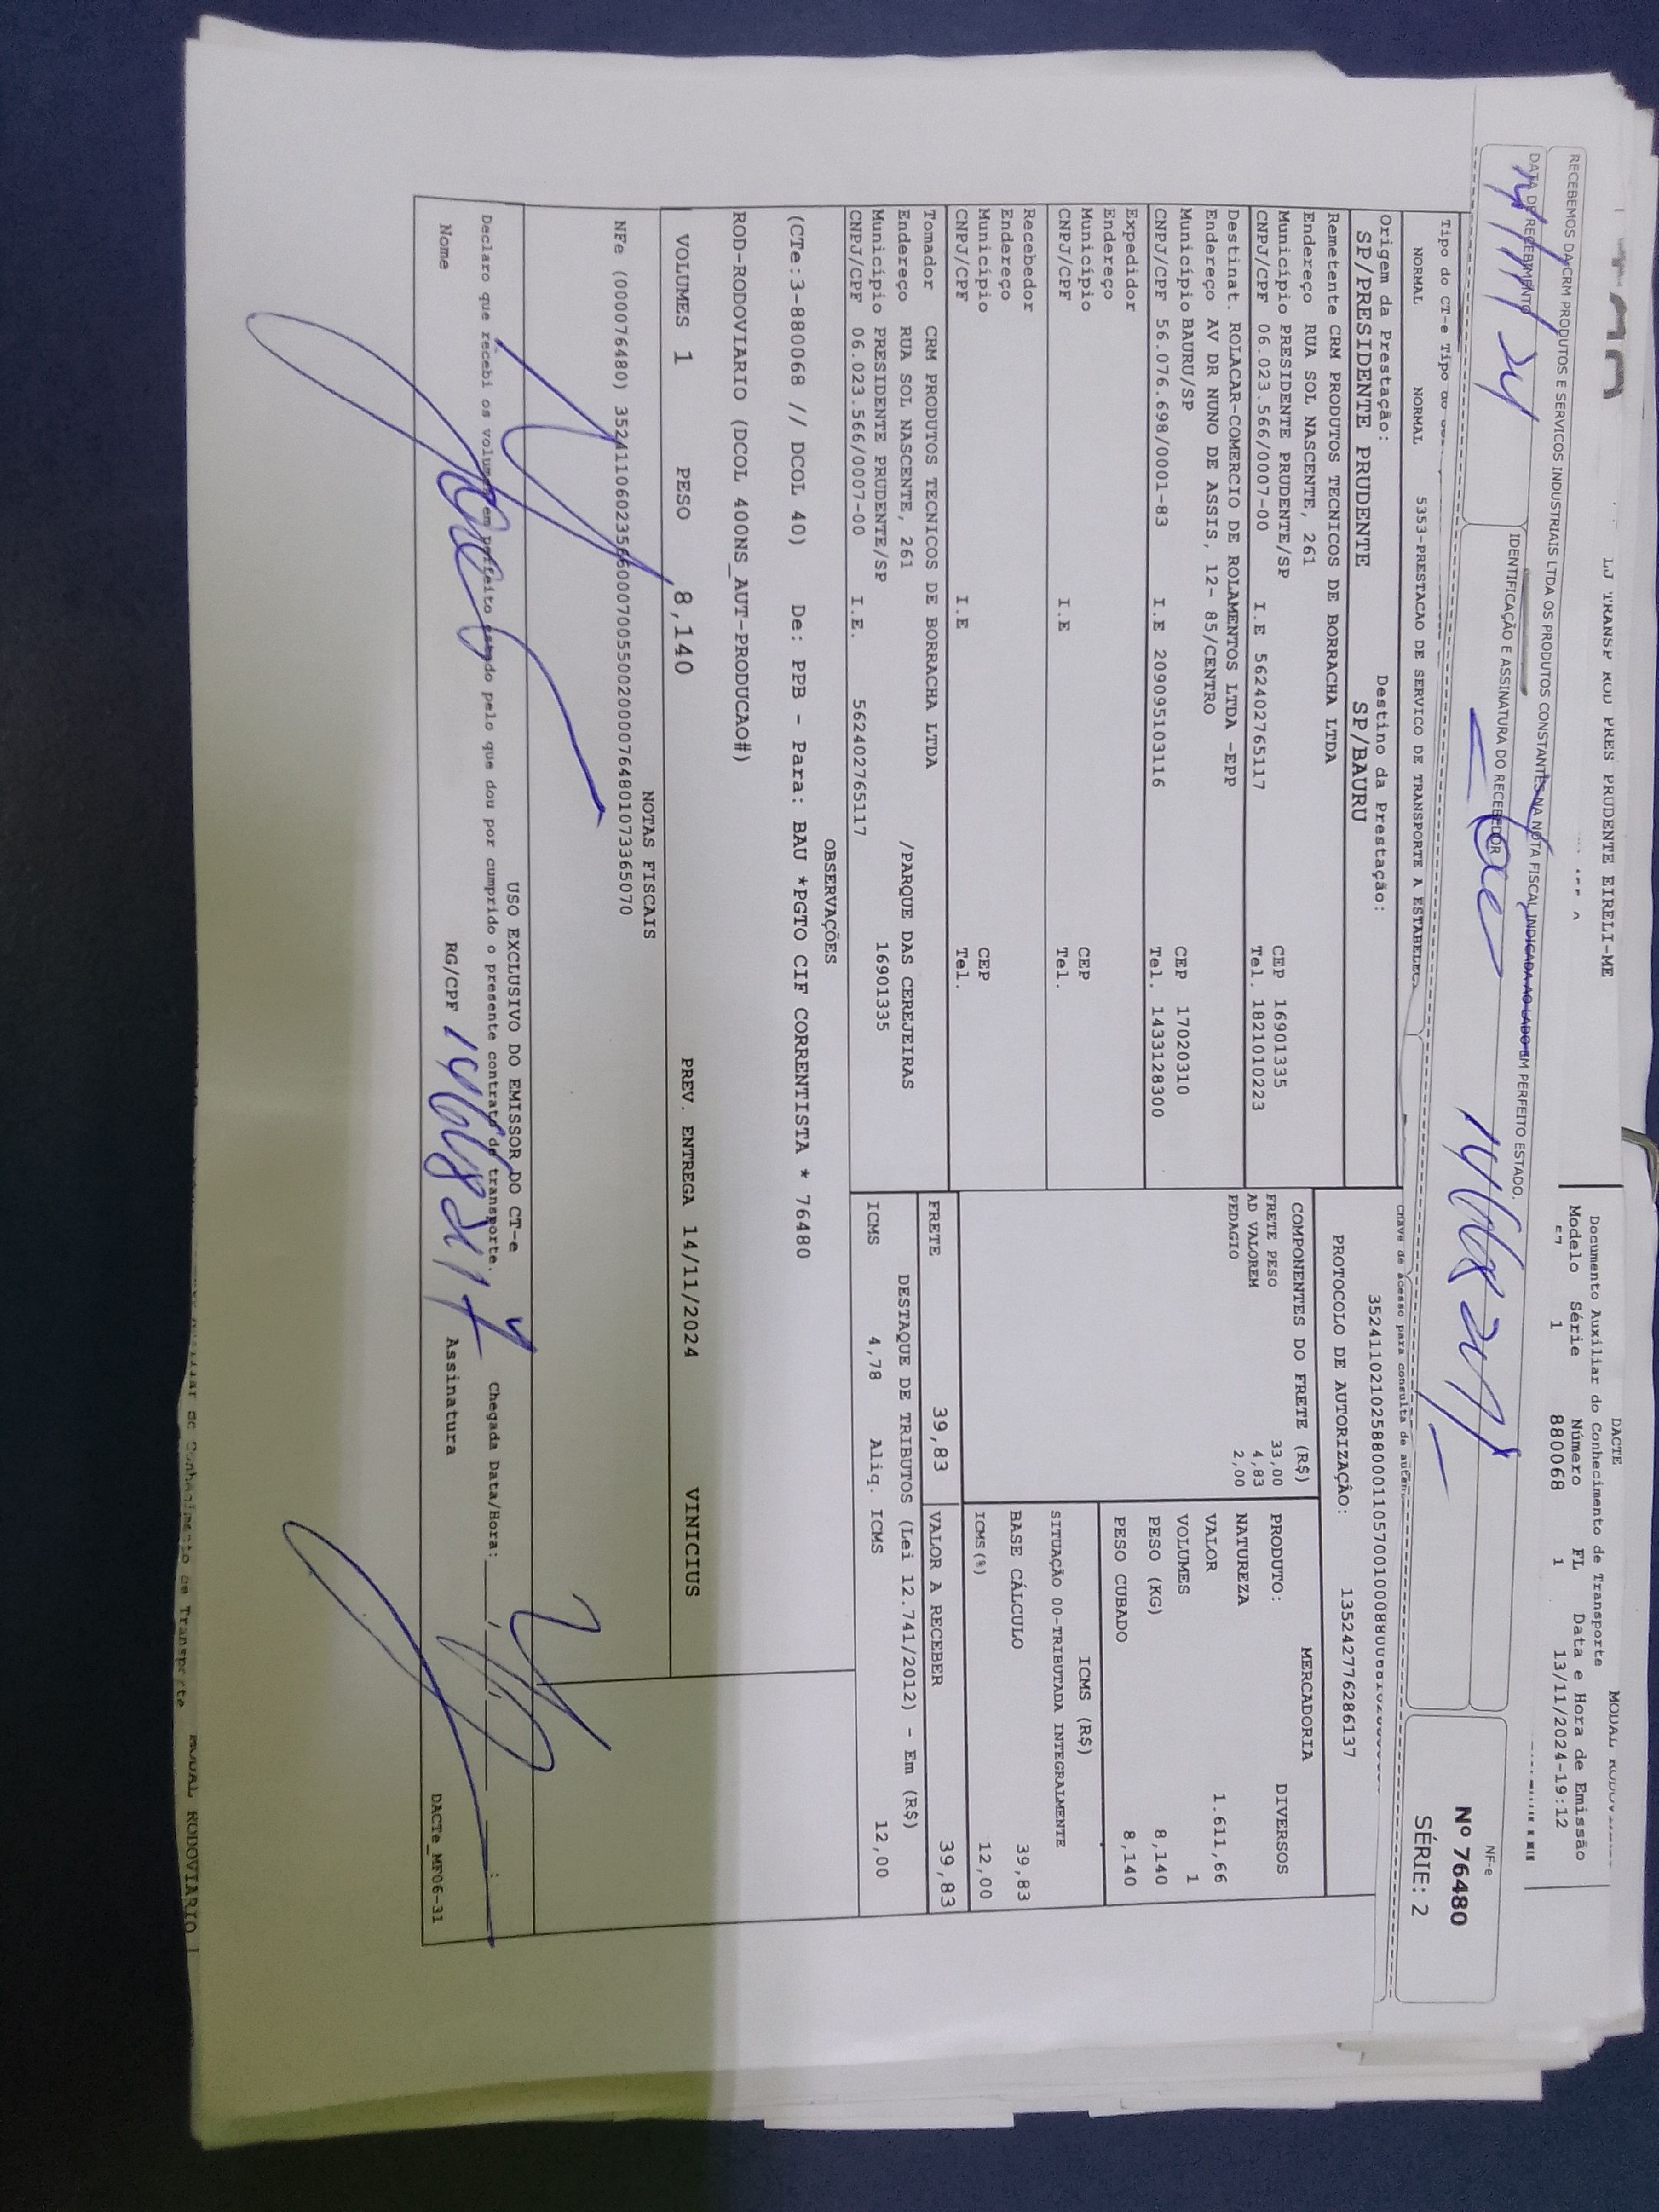 LJ TRANSP ROD PRES PRUDENTE EIRELI-ME
DACTE
Documento Auxiliar do Conhecimento de Transporte
Modelo Série Número FL Data e Hora de Emissão
57 1 880068 1 13/11/2024-19:12
RECEBEMOS DA CRM PRODUTOS E SERVICOS INDUSTRIAIS LTDA OS PRODUTOS CONSTANTES NA NOTA FISCAL INDICADA AO LADO EM PERFEITO ESTADO.
DATA DE RECEBIMENTO
IDENTIFICAÇÃO E ASSINATURA DO RECEBEDOR
14/11/24
NF-e
Nº 76480
SÉRIE: 2
Tipo do CT-e Tipo do
NORMAL NORMAL 5353-PRESTACAO DE SERVICO DE TRANSPORTE A ESTABELEC
Chave de acesso para consulta de
Origem da Prestação: Destino da Prestação:
SP/PRESIDENTE PRUDENTE SP/BAURU
PROTOCOLO DE AUTORIZAÇÃO: 135242776286137
Remetente CRM PRODUTOS TECNICOS DE BORRACHA LTDA
Endereço RUA SOL NASCENTE, 261
Município PRESIDENTE PRUDENTE/SP CEP 16901335
CNPJ/CPF 06.023.566/0007-00 I.E 562402765117 Tel. 1821010223
Destinat. ROLACAR-COMERCIO DE ROLAMENTOS LTDA -EPP
Endereço AV DR NUNO DE ASSIS, 12- 85/CENTRO
Município BAURU/SP CEP 17020310
CNPJ/CPF 56.076.698/0001-83 I.E 209095103116 Tel. 1433128300
Expedidor
Endereço
Município CEP
CNPJ/CPF I.E Tel.
Recebedor
Endereço
Município CEP
CNPJ/CPF I.E Tel.
Tomador CRM PRODUTOS TECNICOS DE BORRACHA LTDA
Endereço RUA SOL NASCENTE, 261 /PARQUE DAS CEREJEIRAS
Município PRESIDENTE PRUDENTE/SP 16901335
CNPJ/CPF 06.023.566/0007-00 I.E. 562402765117
COMPONENTES DO FRETE (R$)
FRETE PESO 33,00
AD VALOREM 4,83
PEDAGIO 2,00
MERCADORIA
PRODUTO: DIVERSOS
NATUREZA
VALOR 1.611,66
VOLUMES 1
PESO (KG) 8,140
PESO CUBADO 8,140
ICMS (R$)
SITUAÇÃO 00-TRIBUTADA INTEGRALMENTE
BASE CÁLCULO 39,83
ICMS(%) 12,00
FRETE 39,83 VALOR A RECEBER 39,83
DESTAQUE DE TRIBUTOS (Lei 12.741/2012) - Em (R$)
ICMS 4,78 Aliq. ICMS 12,00
OBSERVAÇÕES
(CTe:3-880068 // DCOL 40) De: PPB - Para: BAU *PGTO CIF CORRENTISTA * 76480
ROD-RODOVIARIO (DCOL 400NS_AUT-PRODUCAO#)
VOLUMES 1 PESO 8,140 PREV. ENTREGA 14/11/2024 VINICIUS
NOTAS FISCAIS
USO EXCLUSIVO DO EMISSOR DO CT-e
Declaro que recebi os volumes em perfeito estado pelo que dou por cumprido o presente contrato de transporte. Chegada Data/Hora:
Nome RG/CPF Assinatura
DACTe_MF06-31
MODAL RODOVIARIO